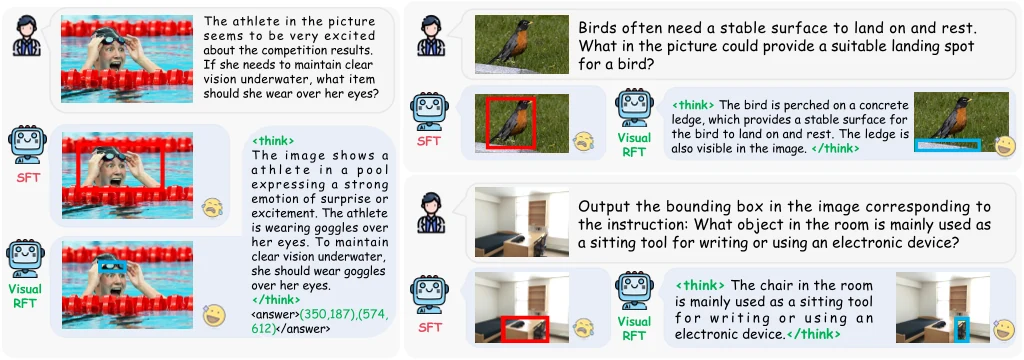 The athlete in the picture
seems to be very excited
about the competition results.
If she needs to maintain clear
vision underwater, what item
should she wear over her eyes?
SFT
<think>
The image shows a
athlete in a pool
expressing a strong
emotion of surprise or
excitement. The athlete
is wearing goggles over
her eyes. To maintain
clear vision underwater,
she should wear goggles
over her eyes.
</think>
<answer>(350,187),(574,
612)</answer>
Visual
RFT
Birds often need a stable surface to land on and rest.
What in the picture could provide a suitable landing spot
for a bird?
SFT
Visual
RFT
<think> The bird is perched on a concrete
ledge, which provides a stable surface for
the bird to land on and rest. The ledge is
also visible in the image. </think>
Output the bounding box in the image corresponding to
the instruction: What object in the room is mainly used as
a sitting tool for writing or using an electronic device?
SFT
Visual
RFT
<think> The chair in the room
is mainly used as a sitting tool
for writing or using an
electronic device.</think>